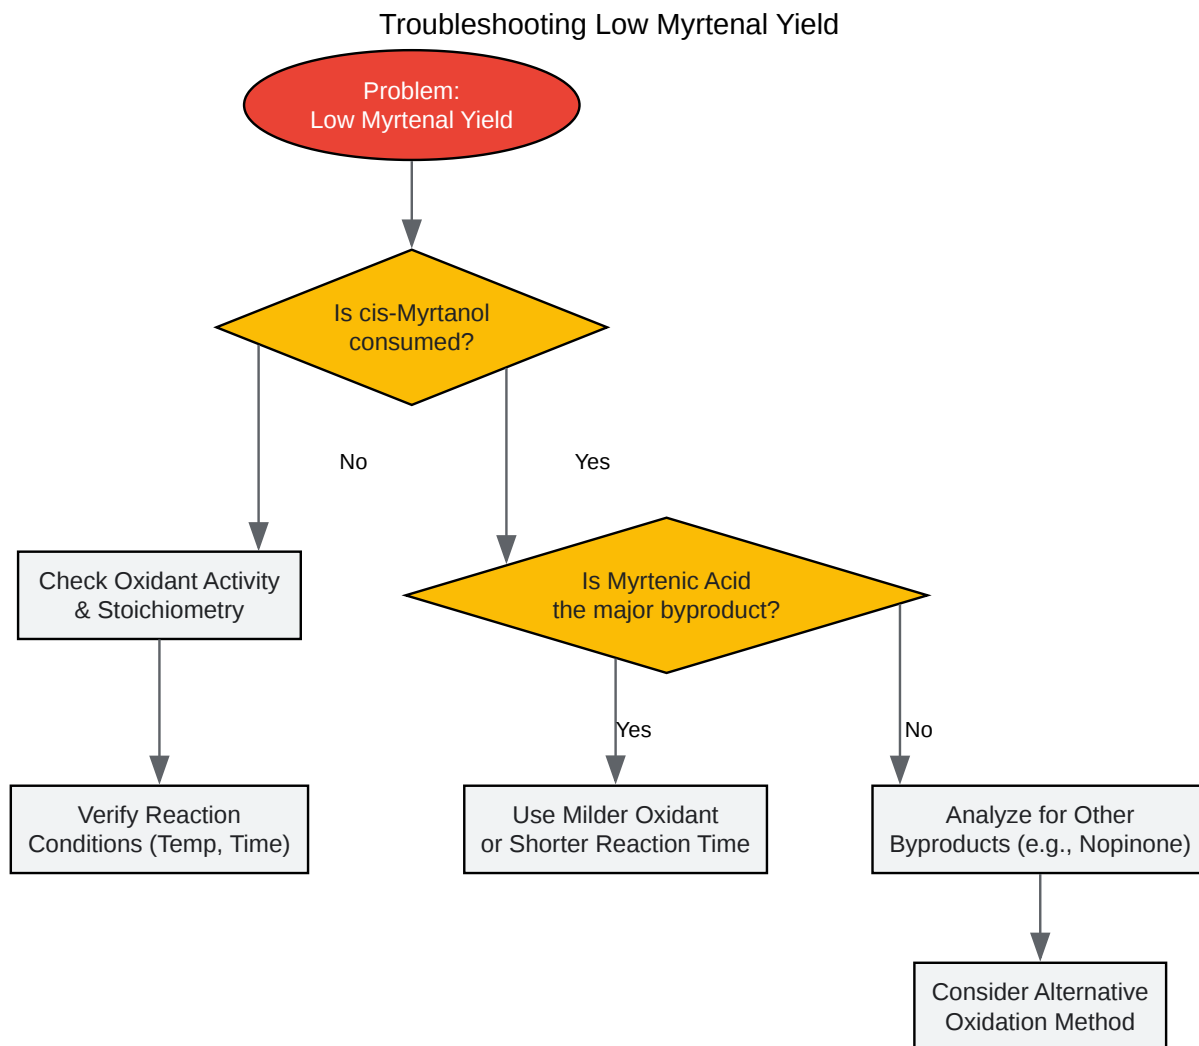 Troubleshooting Low Myrtenal Yield
Problem:
Low Myrtenal Yield
Is cis-Myrtanol
consumed?
No
Yes
Check Oxidant Activity
& Stoichiometry
Is Myrtenic Acid
the major byproduct?
Yes
No
Verify Reaction
Conditions (Temp, Time)
Use Milder Oxidant
or Shorter Reaction Time
Analyze for Other
Byproducts (e.g., Nopinone)
Consider Alternative
Oxidation Method